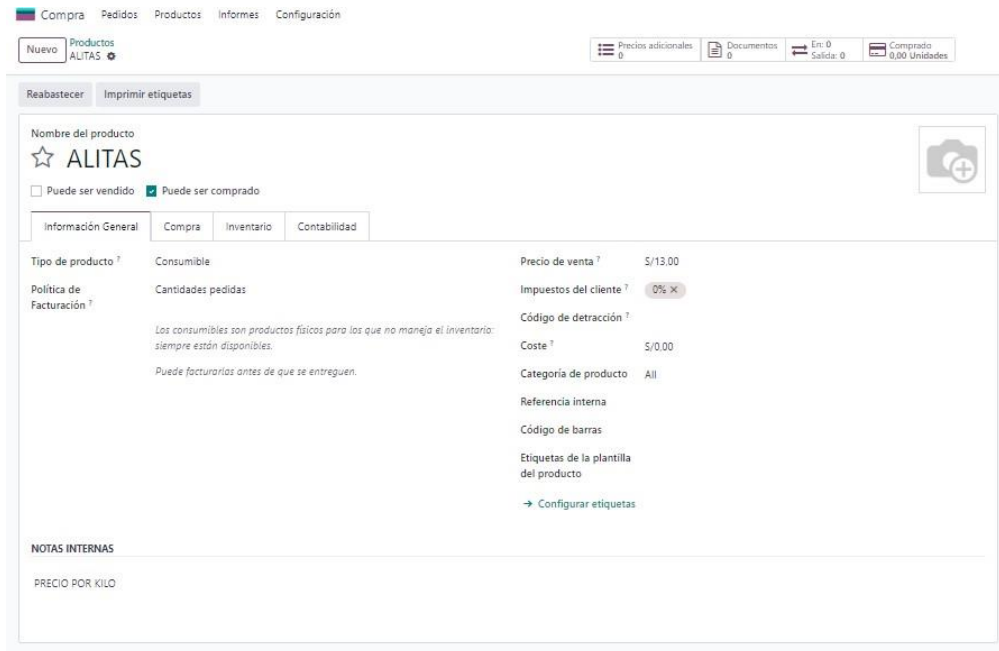 Compra Pedidos Productos Informes Configuración
Nuevo
Productos
ALITAS
Precios adicionales
0
Documentos
0
En: 0
Salida: 0
Comprado
0,00 Unidades
Reabastecer Imprimir etiquetas
Nombre del producto
ALITAS
Puede ser vendido Puede ser comprado
Información General Compra Inventario Contabilidad
Tipo de producto ? Consumible
Política de
Facturación ?
Cantidades pedidas
Los consumibles son productos físicos para los que no maneja el inventario:
siempre están disponibles.
Puede facturarlas antes de que se entreguen.
Precio de venta ? S/13,00
Impuestos del cliente ? 0% ×
Código de detracción ?
Coste ? S/0,00
Categoría de producto All
Referencia interna
Código de barras
Etiquetas de la plantilla
del producto
→ Configurar etiquetas
NOTAS INTERNAS
PRECIO POR KILO